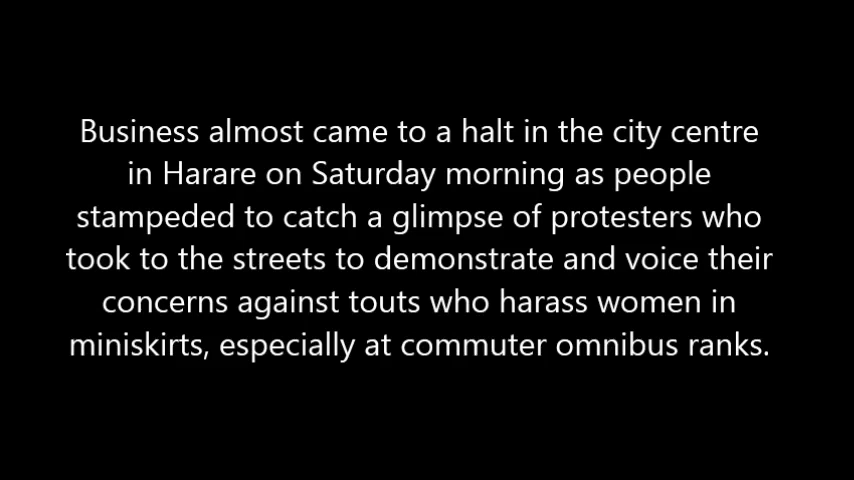 Business almost came to a halt in the city centre
in Harare on Saturday morning as people
stampeded to catch a glimpse of protesters who
took to the streets to demonstrate and voice their
concerns against touts who harass women in
miniskirts, especially at commuter omnibus ranks.